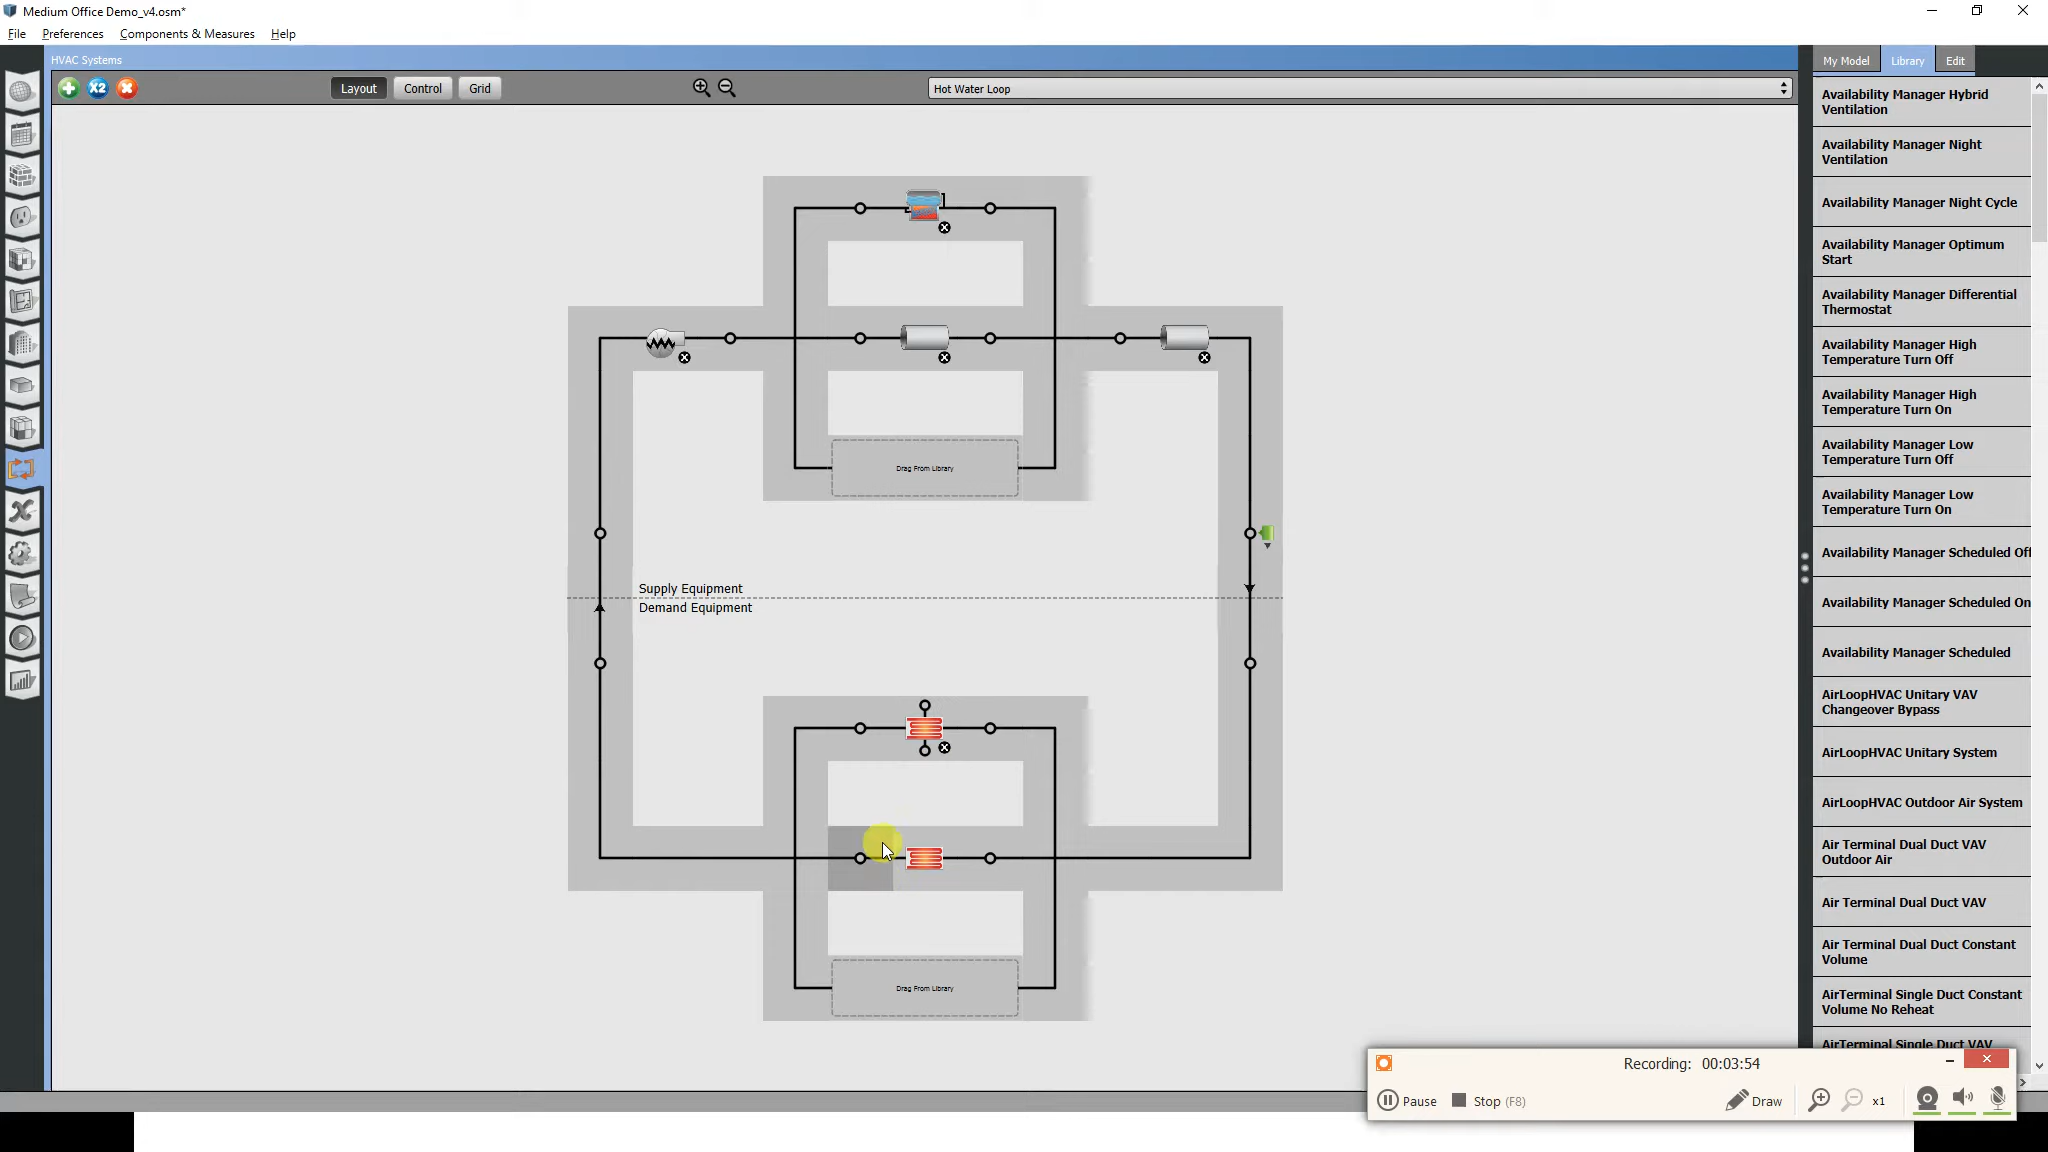 Medium Office Demo_v4.osm*
File Preferences Components & Measures Help
HVAC Systems
My Model Library Edit
X2 Layout Control Grid Hot Water Loop
Availability Manager Hybrid
Ventilation
Availability Manager Night
Ventilation
Availability Manager Night Cycle
Availability Manager Optimum
Start
Availability Manager Differential
Thermostat
Availability Manager High
Temperature Turn Off
Availability Manager High
Temperature Turn On
Availability Manager Low
Temperature Turn Off
Availability Manager Low
Temperature Turn On
Availability Manager Scheduled Off
Availability Manager Scheduled On
Availability Manager Scheduled
AirLoopHVAC Unitary VAV
Changeover Bypass
AirLoopHVAC Unitary System
AirLoopHVAC Outdoor Air System
Air Terminal Dual Duct VAV
Outdoor Air
Air Terminal Dual Duct VAV
Air Terminal Dual Duct Constant
Volume
AirTerminal Single Duct Constant
Volume No Reheat
AirTerminal Single Duct VAV
Drag From Library
Supply Equipment
Demand Equipment
Drag From Library
Recording: 00:03:54
Pause Stop (F8) Draw x1